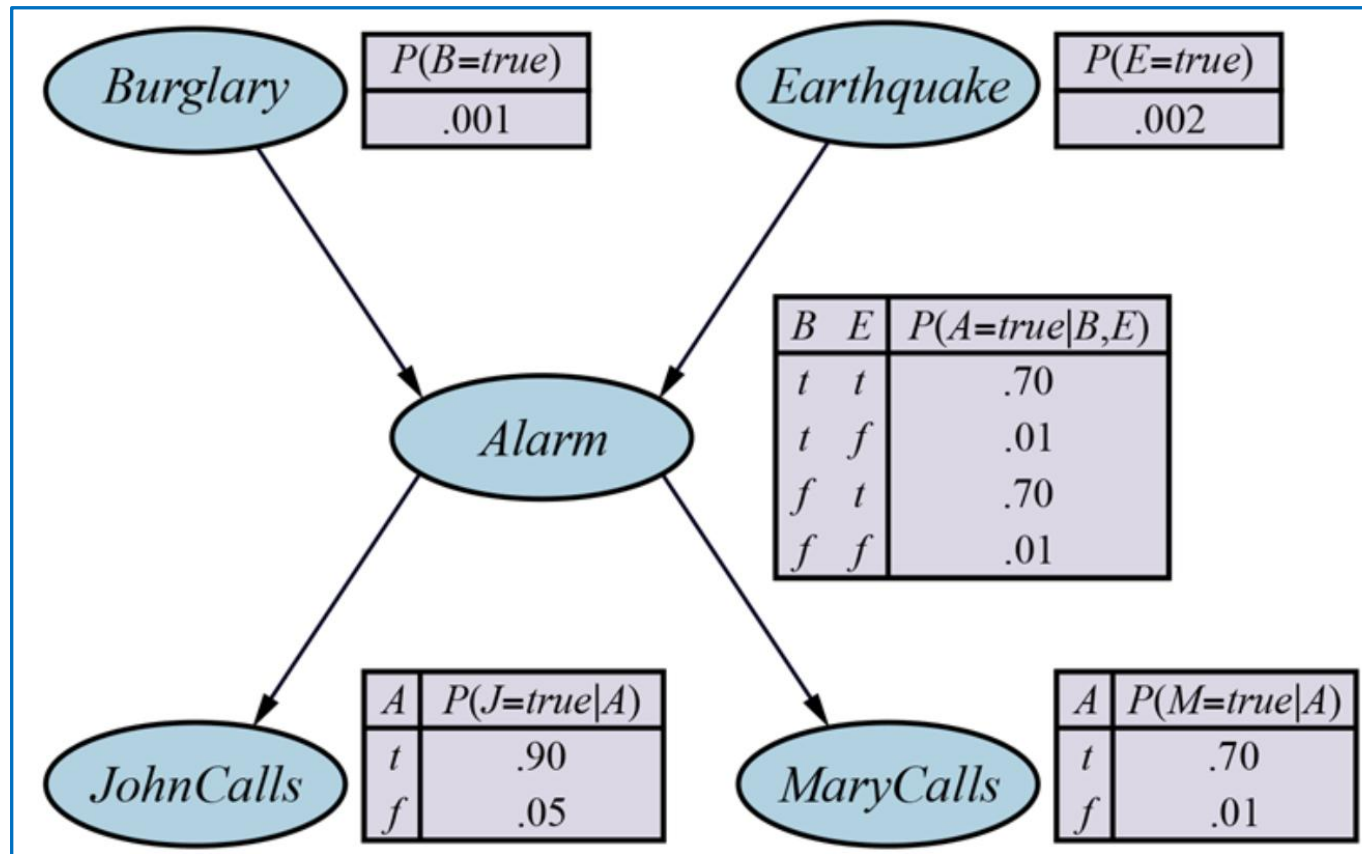 Burglary
P(B=true)
.001
Earthquake
P(E=true)
.002
B E P(A=true|B,E)
t t .70
t f .01
f t .70
f f .01
Alarm
A P(J=true|A)
t .90
f .05
JohnCalls
A P(M=true|A)
t .70
f .01
MaryCalls